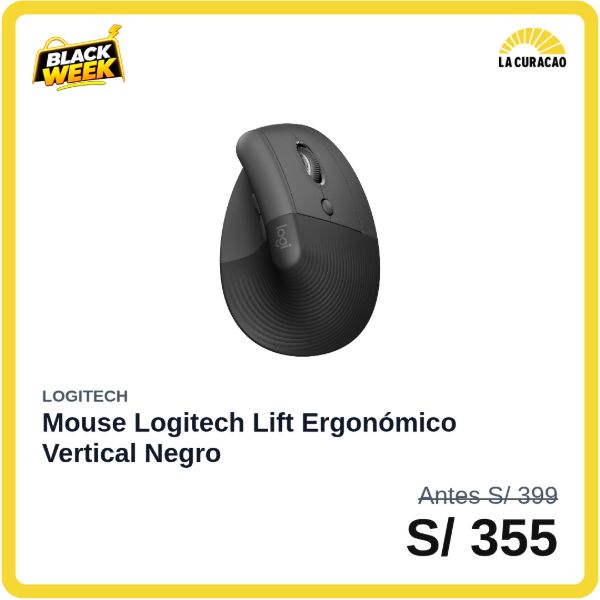 BLACK
WEEK
LA CURACAO
logi
LOGITECH
Mouse Logitech Lift Ergonómico
Vertical Negro
Antes S/ 399
S/ 355